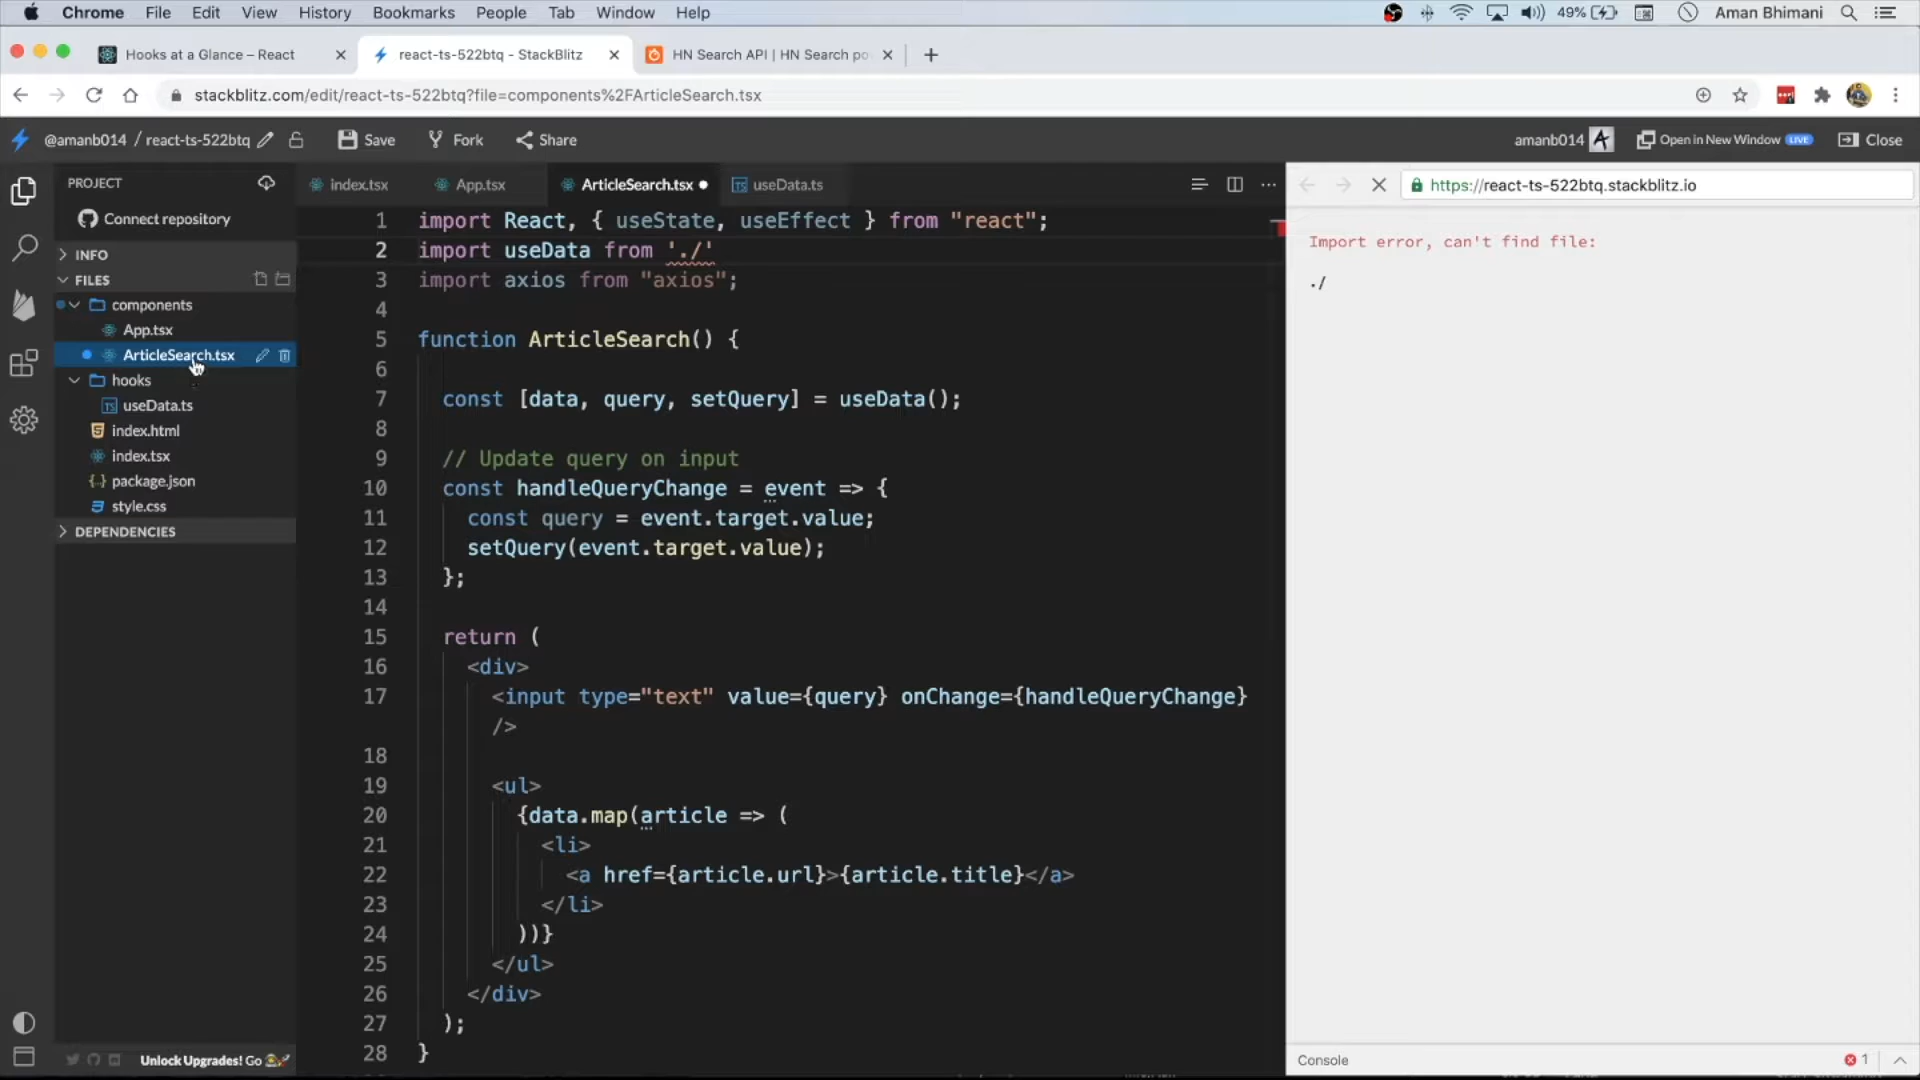 Chrome File Edit View History Bookmarks People Tab Window Help 49% Aman Bhimani
Hooks at a Glance – React react-ts-522btq - StackBlitz HN Search API | HN Search po
stackblitz.com/edit/react-ts-522btq?file=components%2FArticleSearch.tsx
@amanb014 / react-ts-522btq Save Fork Share amanb014 Open in New Window LIVE Close
PROJECT
Connect repository
INFO
FILES
components
App.tsx
ArticleSearch.tsx
hooks
useData.ts
index.html
index.tsx
package.json
style.css
DEPENDENCIES
Unlock Upgrades! Go
index.tsx App.tsx ArticleSearch.tsx useData.ts
1 import React, { useState, useEffect } from "react";
2 import useData from './'
3 import axios from "axios";
4
5 function ArticleSearch() {
6
7 const [data, query, setQuery] = useData();
8
9 // Update query on input
10 const handleQueryChange = event => {
11 const query = event.target.value;
12 setQuery(event.target.value);
13 };
14
15 return (
16 <div>
17 <input type="text" value={query} onChange={handleQueryChange}
/>
18
19 <ul>
20 {data.map(article => (
21 <li>
22 <a href={article.url}>{article.title}</a>
23 </li>
24 ))}
25 </ul>
26 </div>
27 );
28 }
https://react-ts-522btq.stackblitz.io
Import error, can't find file:
./
Console 1